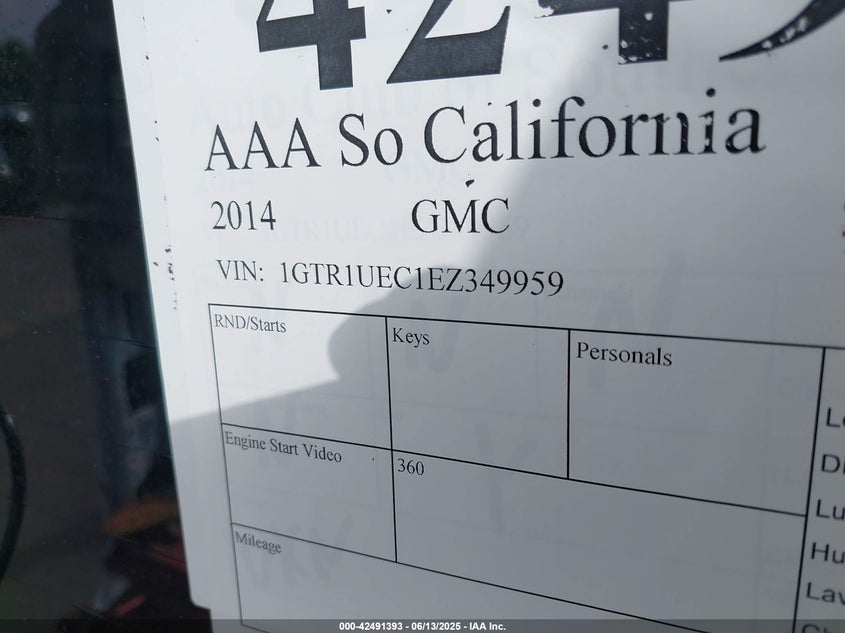 AAA So California
2014 GMC
VIN: 1GTR1UEC1EZ349959
RND/Starts Keys Personals
Engine Start Video 360
Mileage
000-42491393 - 06/13/2025 - IAA Inc.